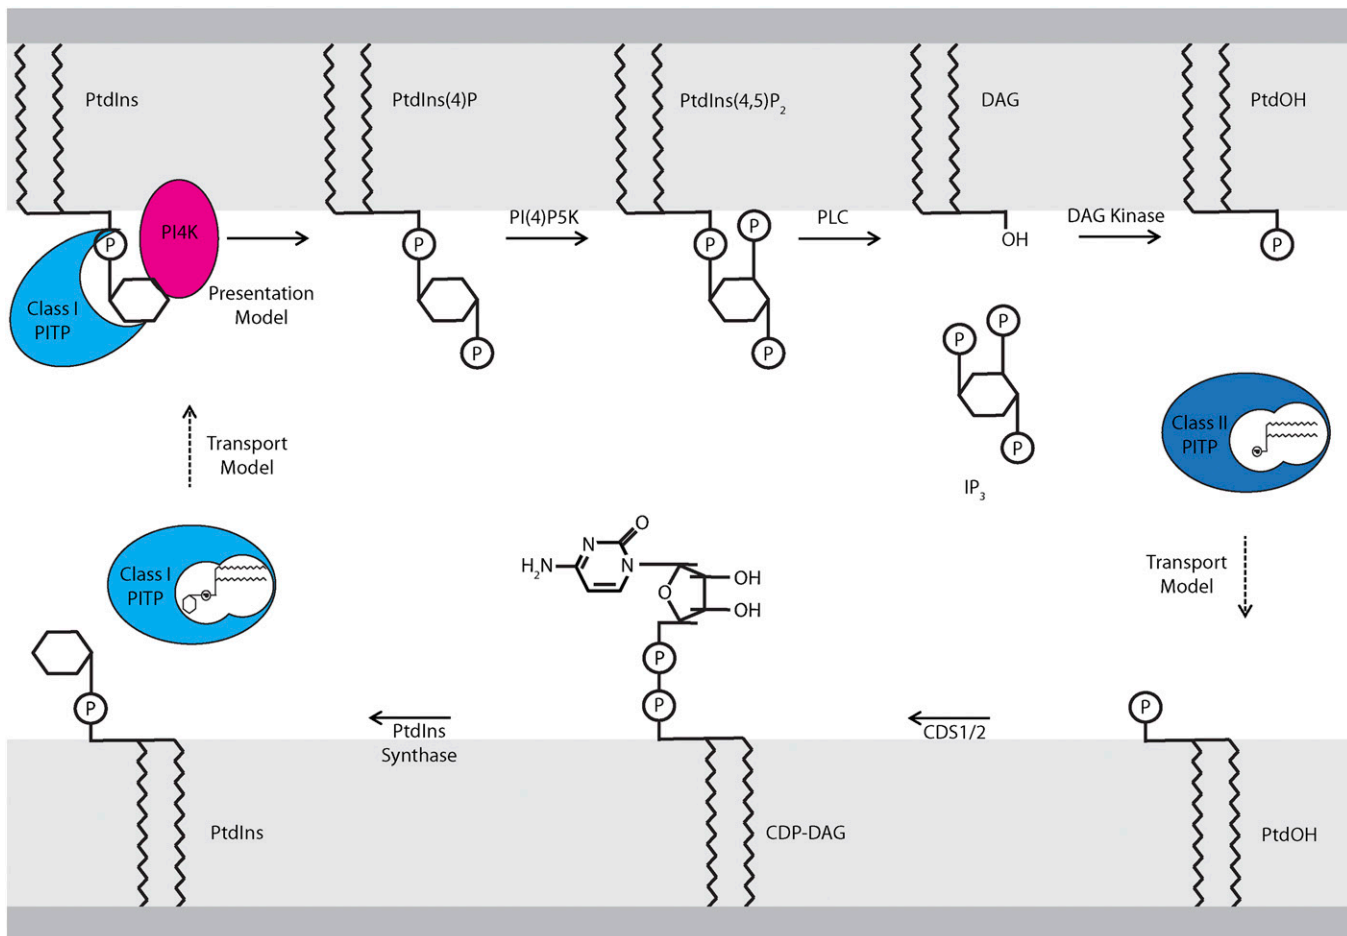 PtdIns
PtdIns(4)P
PtdIns(4,5)P₂
DAG
PtdOH
P
PI4K
Class I
PITP
Presentation
Model
P
P
PI(4)P5K
P
P
P
PLC
OH
DAG Kinase
P
P
P
P
IP₃
Class II
PITP
Transport
Model
Transport
Model
Class I
PITP
H₂N
N
O
N
O
OH
OH
P
P
P
PtdIns
Synthase
CDS1/2
P
PtdIns
CDP-DAG
PtdOH